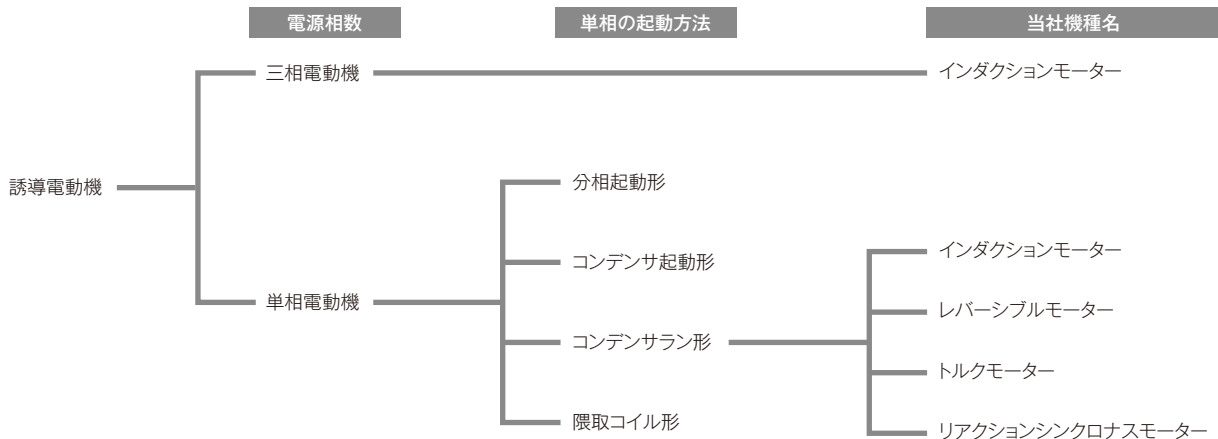 電源相数
単相の起動方法
当社機種名
三相電動機
インダクションモーター
誘導電動機
分相起動形
コンデンサ起動形
インダクションモーター
単相電動機
レバーシブルモーター
コンデンサラン形
トルクモーター
隈取コイル形
リアクションシンクロナスモーター